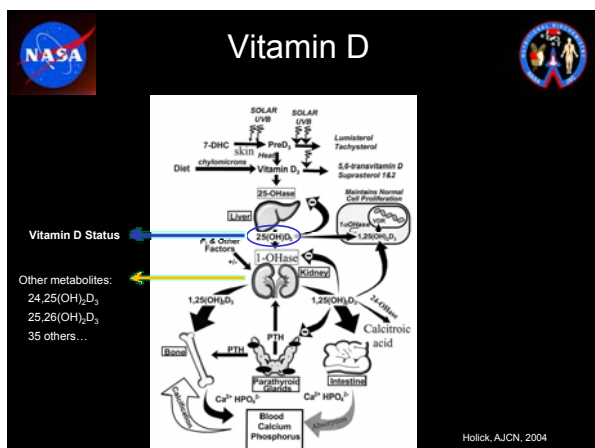 NASA
Vitamin D
SOLAR
UVB
SOLAR
UVB
7-DHC
skin
PreD3
Lumisterol
Tachysterol
Heat
Diet
chylomicrons
Vitamin D3
5,6-transvitamin D
Suprasterol 1&2
25-OHase
Maintains Normal
Cell Proliferation
Liver
VDR
1αOHase
1,25(OH)2D3
Vitamin D Status
25(OH)D3
Pi & Other
Factors
+/-
1-OHase
Kidney
Other metabolites:
24,25(OH)2D3
25,26(OH)2D3
35 others…
1,25(OH)2D3
1,25(OH)2D3
24-OHase
Calcitroic
acid
PTH
PTH
Bone
Parathyroid
Glands
Intestine
Calcification
Ca2+ HPO42-
Ca2+ HPO42-
Absorption
Blood
Calcium
Phosphorus
Holick, AJCN, 2004